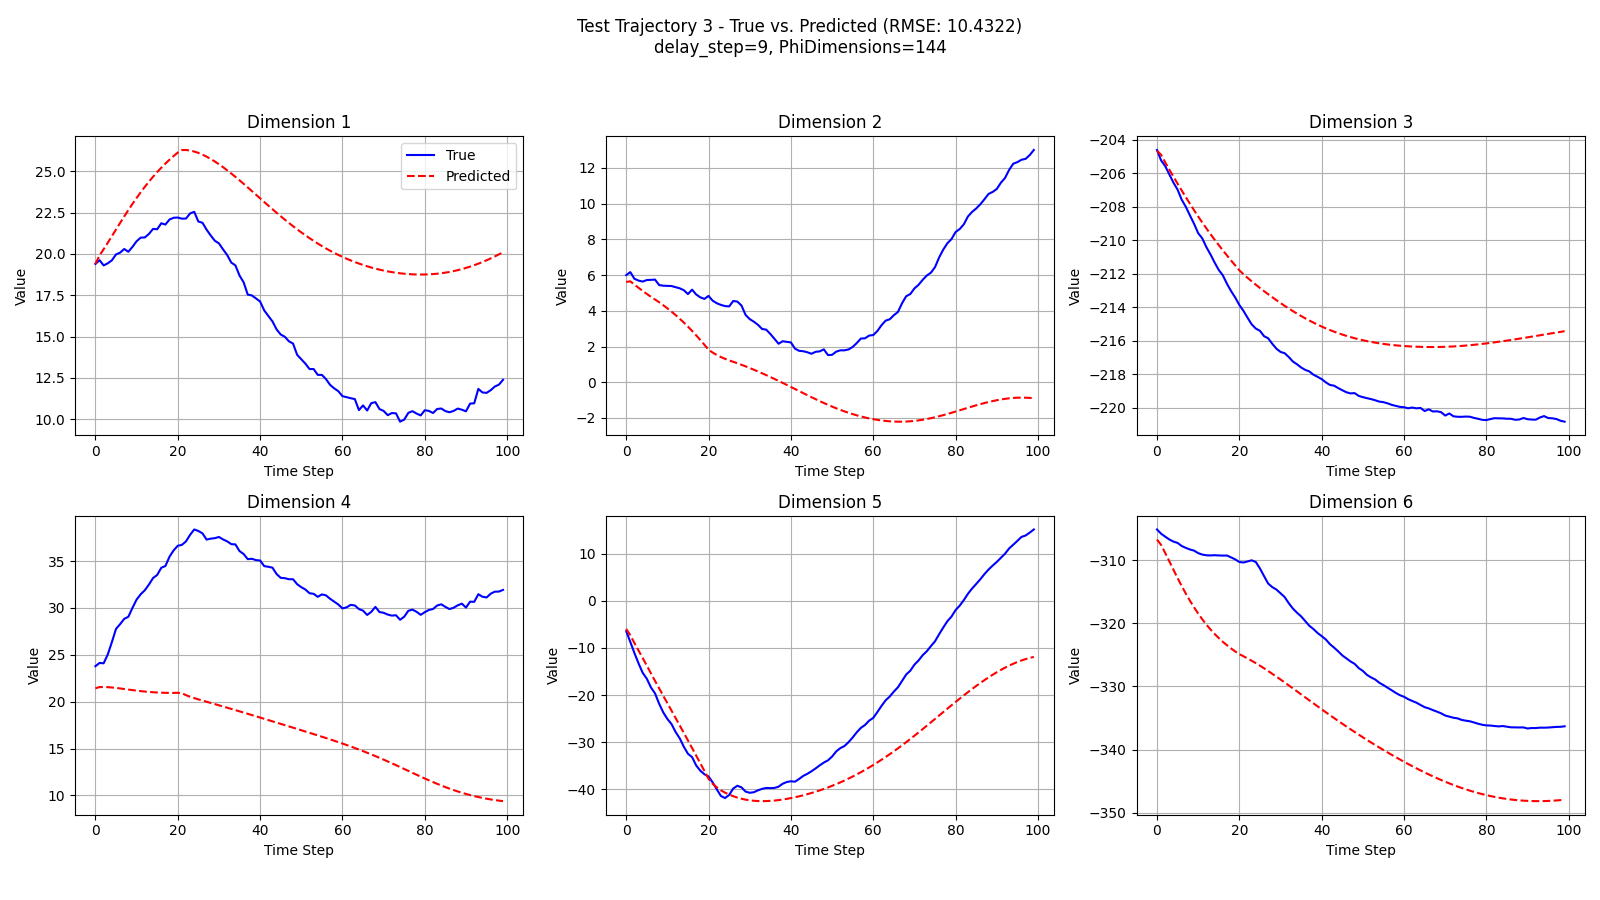 Test Trajectory 3 - True vs. Predicted (RMSE: 10.4322)
delay_step=9, PhiDimensions=144
Dimension 1
True
Predicted
25.0
22.5
20.0
17.5
15.0
12.5
10.0
Value
0 20 40 60 80 100
Time Step
Dimension 2
12
10
8
6
4
2
0
−2
Value
0 20 40 60 80 100
Time Step
Dimension 3
−204
−206
−208
−210
−212
−214
−216
−218
−220
Value
0 20 40 60 80 100
Time Step
Dimension 4
35
30
25
20
15
10
Value
0 20 40 60 80 100
Time Step
Dimension 5
10
0
−10
−20
−30
−40
Value
0 20 40 60 80 100
Time Step
Dimension 6
−310
−320
−330
−340
−350
Value
0 20 40 60 80 100
Time Step